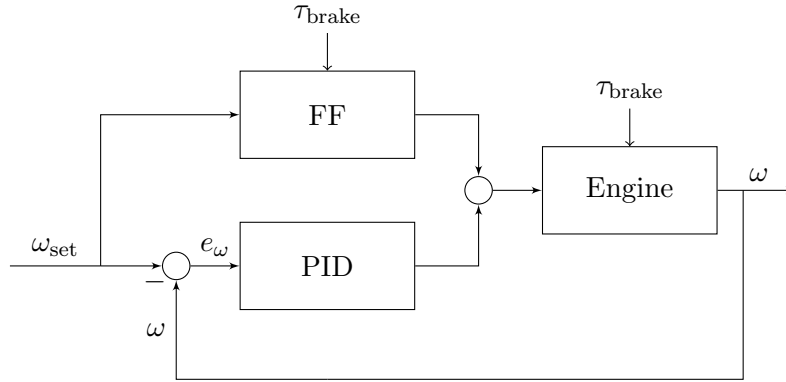 τ_brake
FF
τ_brake
Engine
ω
ω_set
e_ω
PID
−
ω